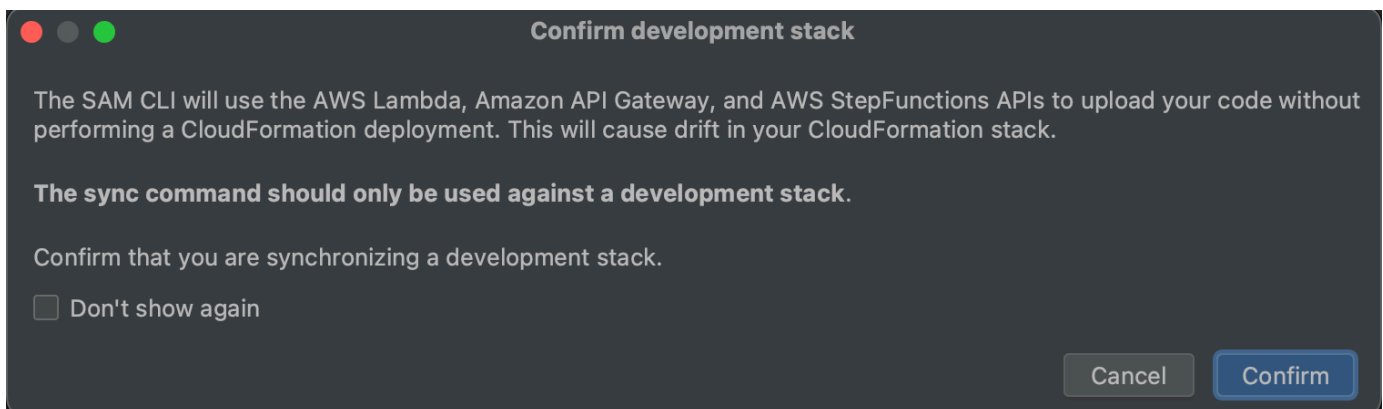 Confirm development stack
The SAM CLI will use the AWS Lambda, Amazon API Gateway, and AWS StepFunctions APIs to upload your code without
performing a CloudFormation deployment. This will cause drift in your CloudFormation stack.
The sync command should only be used against a development stack.
Confirm that you are synchronizing a development stack.
Don't show again
Cancel
Confirm